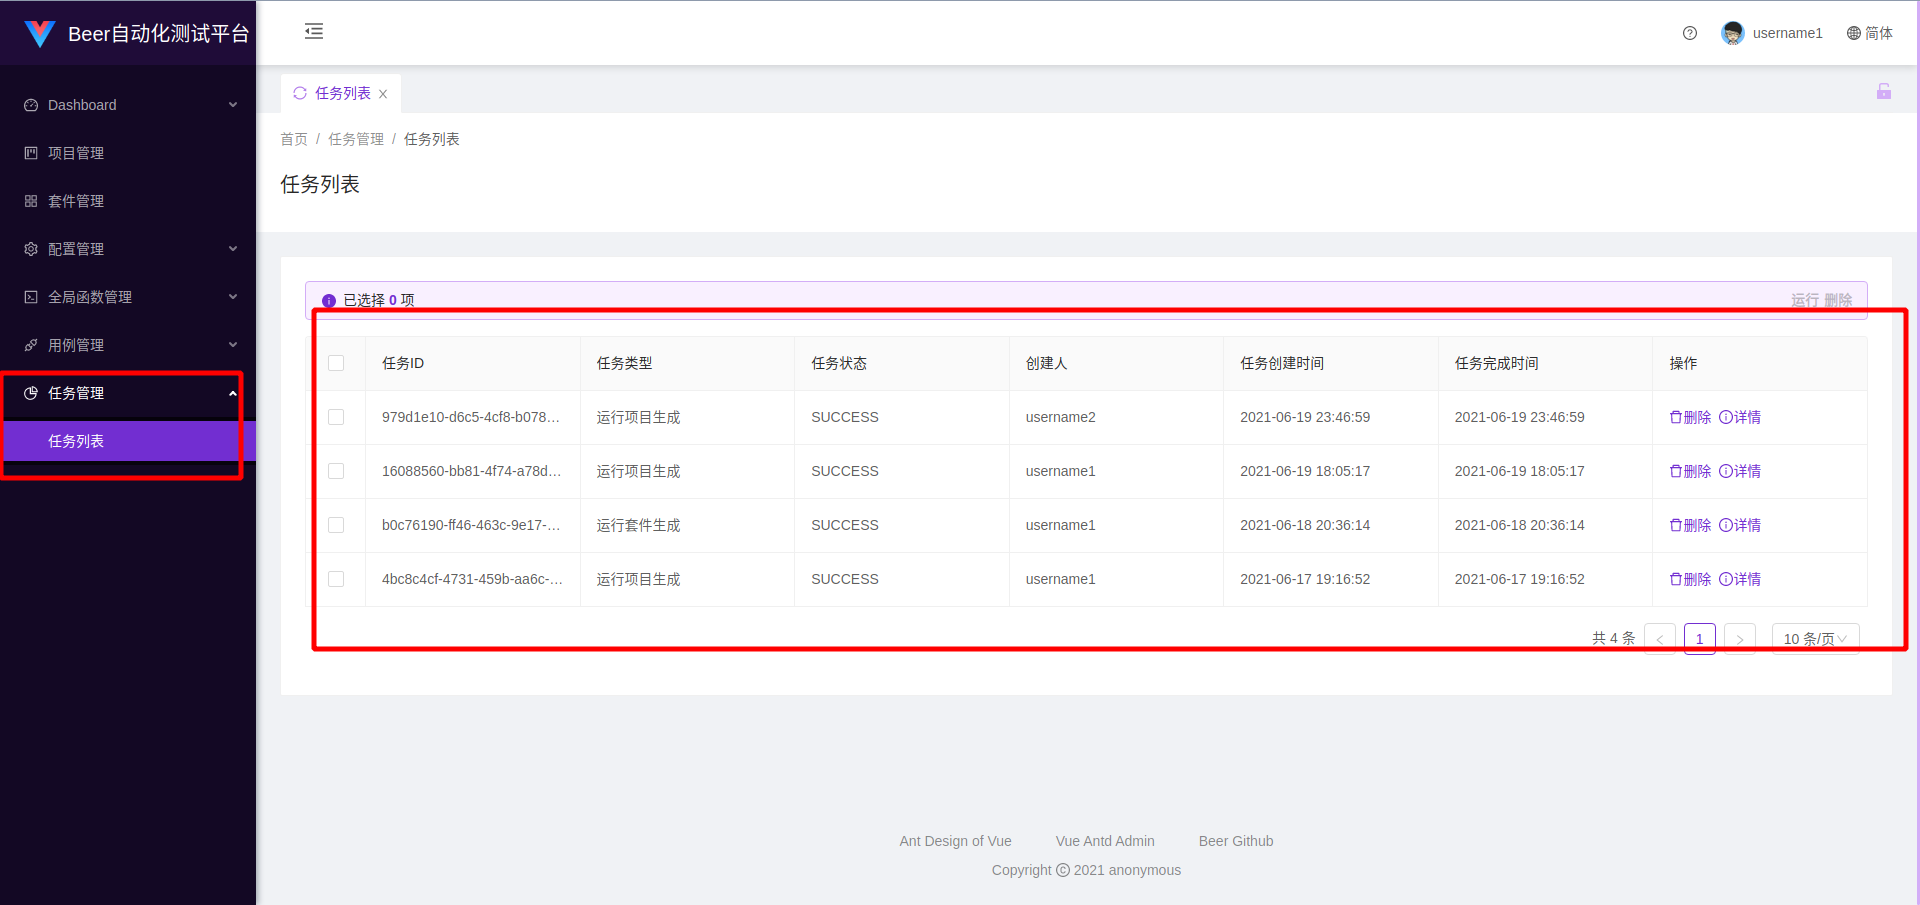 Beer自动化测试平台
username1
简体
Dashboard
项目管理
套件管理
配置管理
全局函数管理
用例管理
任务管理
任务列表
任务列表
首页 / 任务管理 / 任务列表
任务列表
已选择 0 项
运行 删除
任务ID 任务类型 任务状态 创建人 任务创建时间 任务完成时间 操作
979d1e10-d6c5-4cf8-b078... 运行项目生成 SUCCESS username2 2021-06-19 23:46:59 2021-06-19 23:46:59 删除 详情
16088560-bb81-4f74-a78d... 运行项目生成 SUCCESS username1 2021-06-19 18:05:17 2021-06-19 18:05:17 删除 详情
b0c76190-ff46-463c-9e17-... 运行套件生成 SUCCESS username1 2021-06-18 20:36:14 2021-06-18 20:36:14 删除 详情
4bc8c4cf-4731-459b-aa6c-... 运行项目生成 SUCCESS username1 2021-06-17 19:16:52 2021-06-17 19:16:52 删除 详情
共 4 条 < 1 > 10 条/页
Ant Design of Vue Vue Antd Admin Beer Github
Copyright © 2021 anonymous